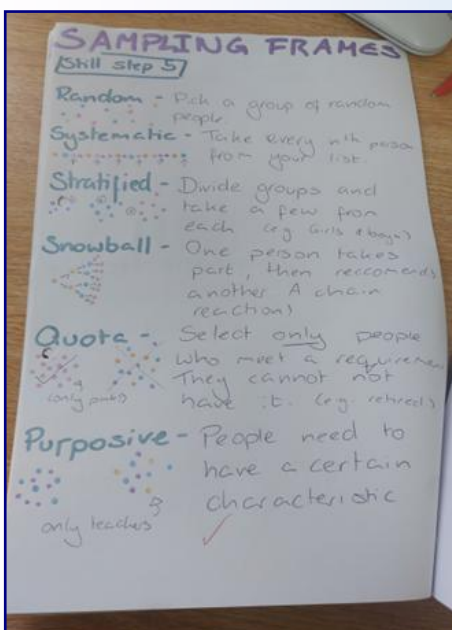 SAMPLING FRAMES
Skill step 5
Random - Pick a group of random
people.
Systematic - Take every nth person
from your list.
Stratified - Divide groups and
take a few from
each (eg Girls & boys)
Snowball - One person takes
part, then reccomends
another A chain
reaction)
Quota - Select only people
who meet a requirement
They cannot not
have it. (eg. retired)
(only )
Purposive - People need to
have a certain
characteristic
only teachers